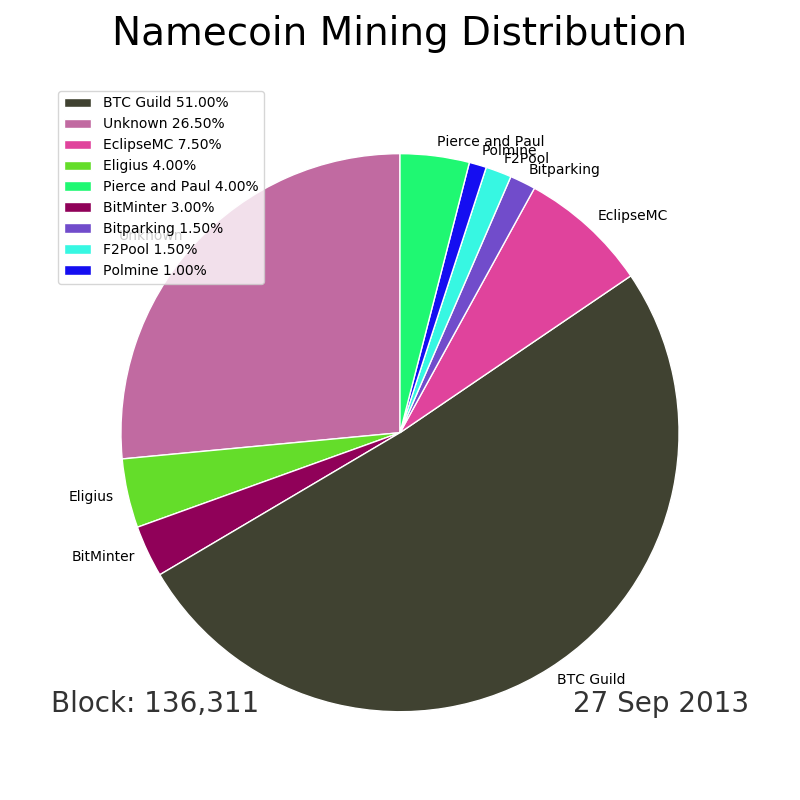 Namecoin Mining Distribution
BTC Guild 51.00%
Unknown 26.50%
EclipseMC 7.50%
Eligius 4.00%
Pierce and Paul 4.00%
BitMinter 3.00%
Bitparking 1.50%
F2Pool 1.50%
Polmine 1.00%
Pierce and Paul
Polmine
F2Pool
Bitparking
EclipseMC
Unknown
Eligius
BitMinter
BTC Guild
Block: 136,311
27 Sep 2013